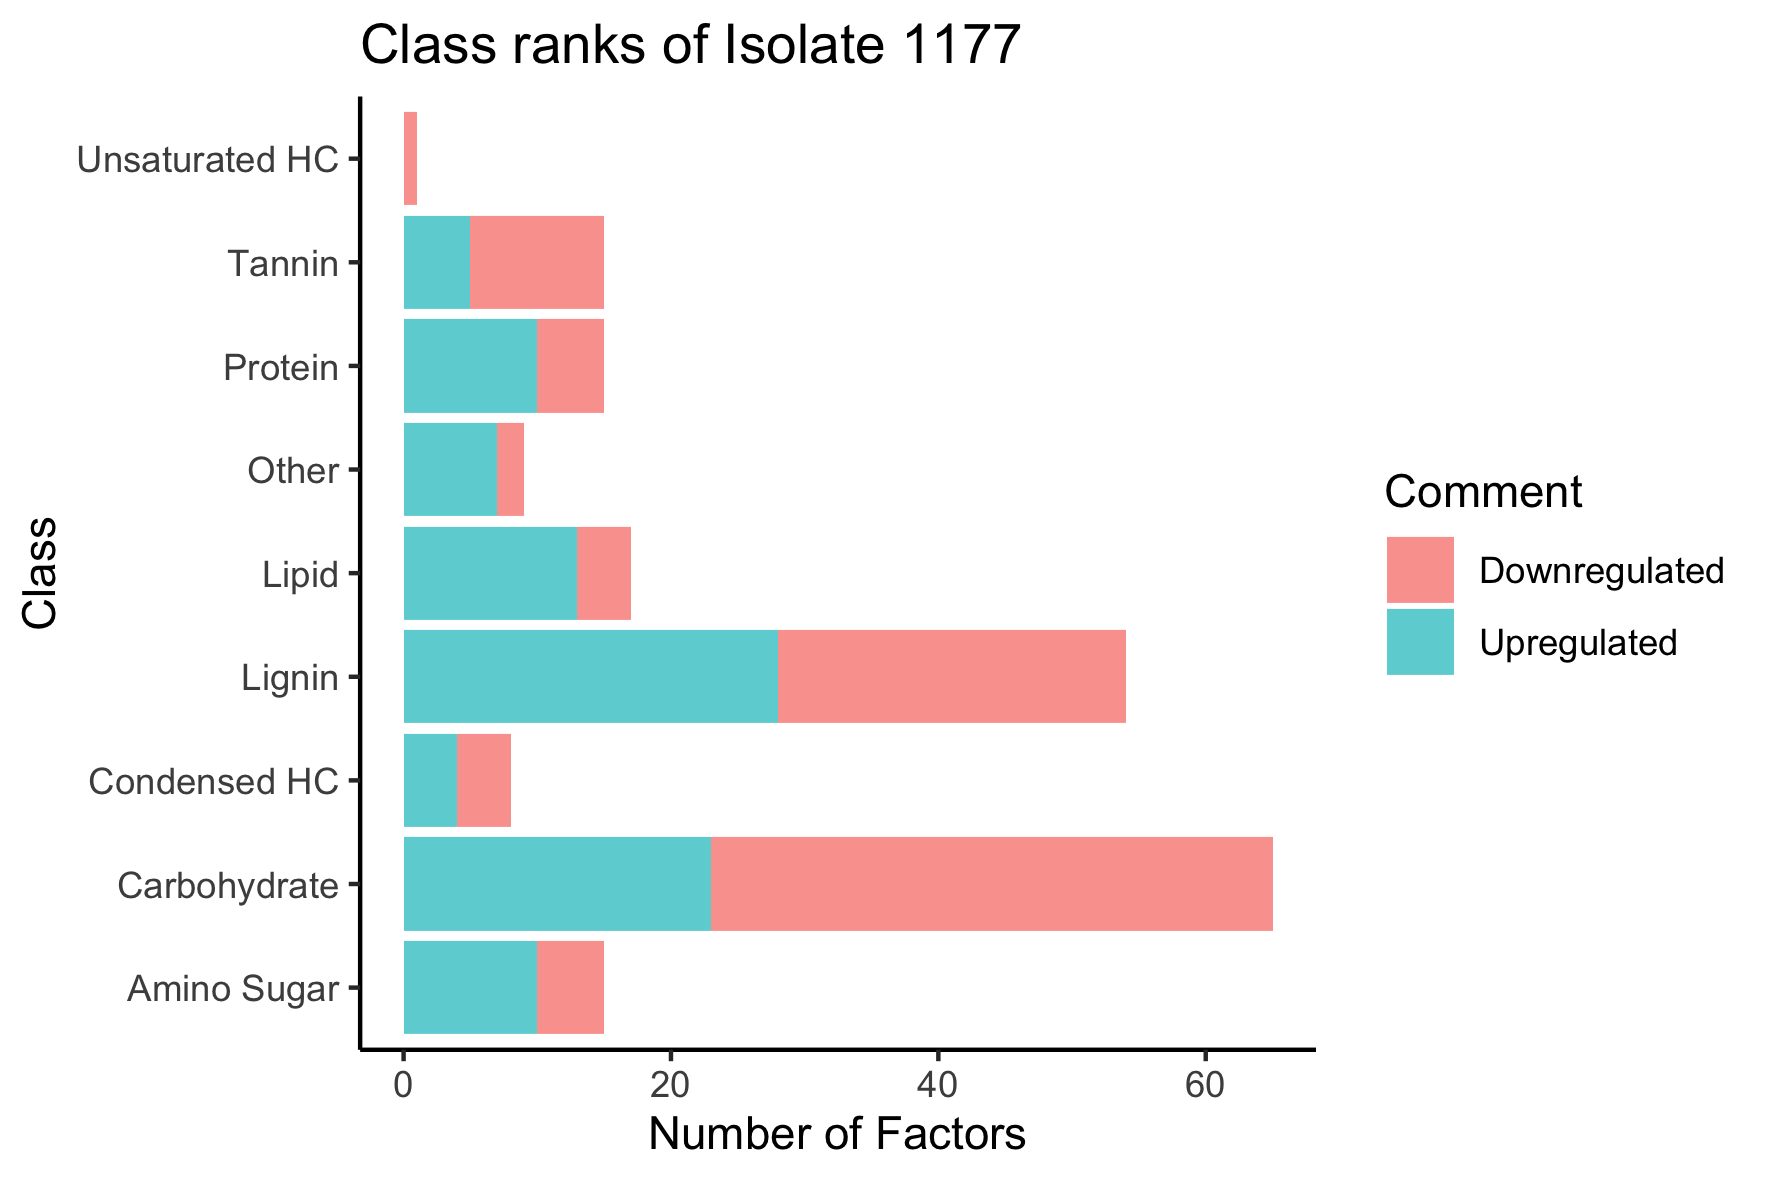 Class ranks of Isolate 1177
Unsaturated HC
Tannin
Protein
Other
Lipid
Lignin
Condensed HC
Carbohydrate
Amino Sugar
Class
0 20 40 60
Number of Factors
Comment
Downregulated
Upregulated